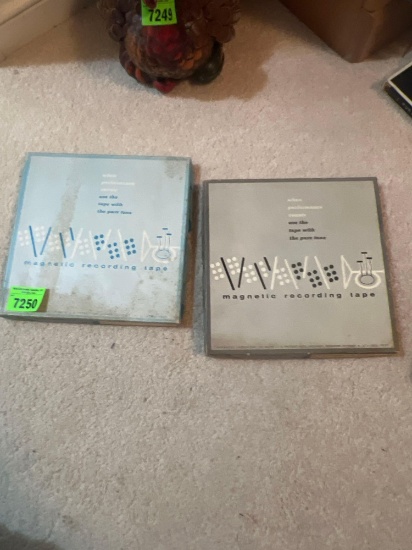 7249
when
performance
counts
use the
tape with
the pure tone
magnetic recording tape
7250
when
performance
counts
use the
tape with
the pure tone
magnetic recording tape